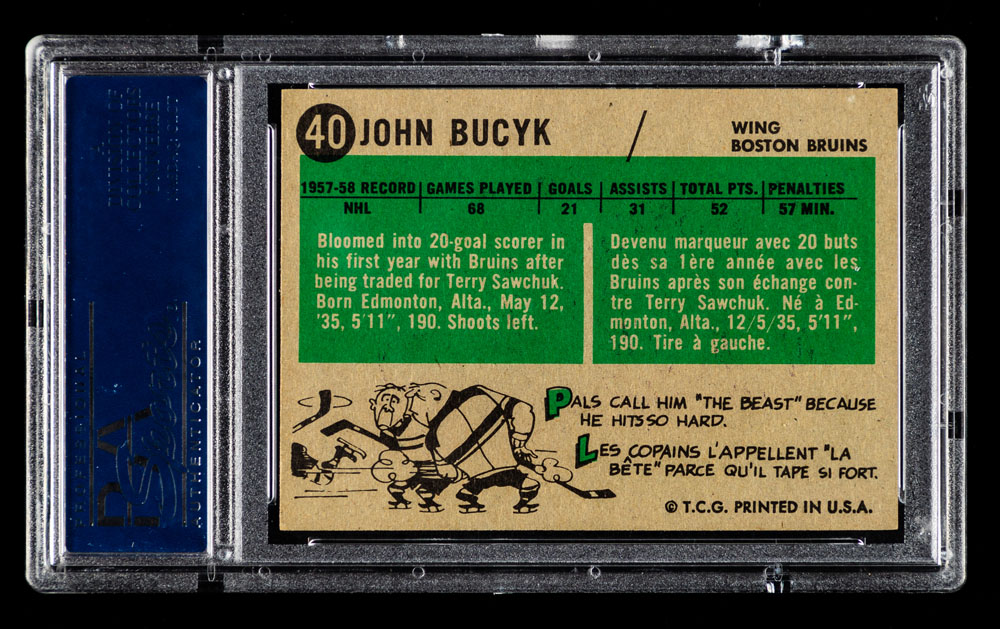 40 JOHN BUCYK
WING
BOSTON BRUINS
1957-58 RECORD GAMES PLAYED GOALS ASSISTS TOTAL PTS. PENALTIES
NHL 68 21 31 52 57 MIN.
Bloomed into 20-goal scorer in
his first year with Bruins after
being traded for Terry Sawchuk.
Born Edmonton, Alta., May 12,
'35, 5'11", 190. Shoots left.
Devenu marqueur avec 20 buts
dès sa 1ère année avec les
Bruins après son échange con-
tre Terry Sawchuk. Né à Ed-
monton, Alta., 12/5/35, 5'11",
190. Tire à gauche.
PALS CALL HIM "THE BEAST" BECAUSE
HE HITS SO HARD.
LES COPAINS L'APPELLENT "LA
BÊTE" PARCE QU'IL TAPE SI FORT.
© T.C.G. PRINTED IN U.S.A.
PSA
AUTHENTICATOR